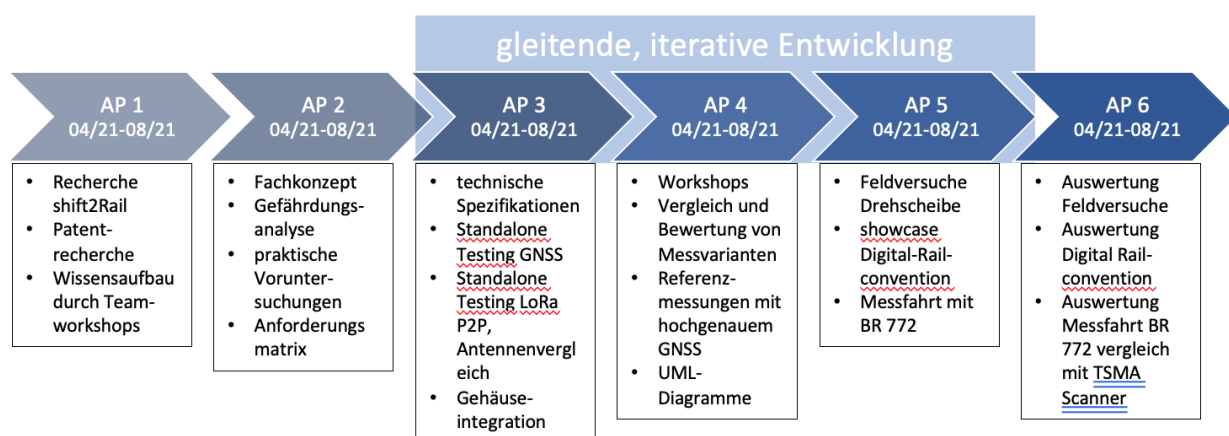 gleitende, iterative Entwicklung
AP 1
04/21-08/21
AP 2
04/21-08/21
AP 3
04/21-08/21
AP 4
04/21-08/21
AP 5
04/21-08/21
AP 6
04/21-08/21
• Recherche
shift2Rail
• Patent-
recherche
• Wissensaufbau
durch Team-
workshops
• Fachkonzept
• Gefährdungs-
analyse
• praktische
Vorunter-
suchungen
• Anforderungs
matrix
• technische
Spezifikationen
• Standalone
Testing GNSS
• Standalone
Testing LoRa
P2P,
Antennenvergl
eich
• Gehäuse-
integration
• Workshops
• Vergleich und
Bewertung von
Messvarianten
• Referenz-
messungen mit
hochgenauem
GNSS
• UML-
Diagramme
• Feldversuche
Drehscheibe
• showcase
Digital-Rail-
convention
• Messfahrt mit
BR 772
• Auswertung
Feldversuche
• Auswertung
Digital Rail-
convention
• Auswertung
Messfahrt BR
772 vergleich
mit TSMA
Scanner